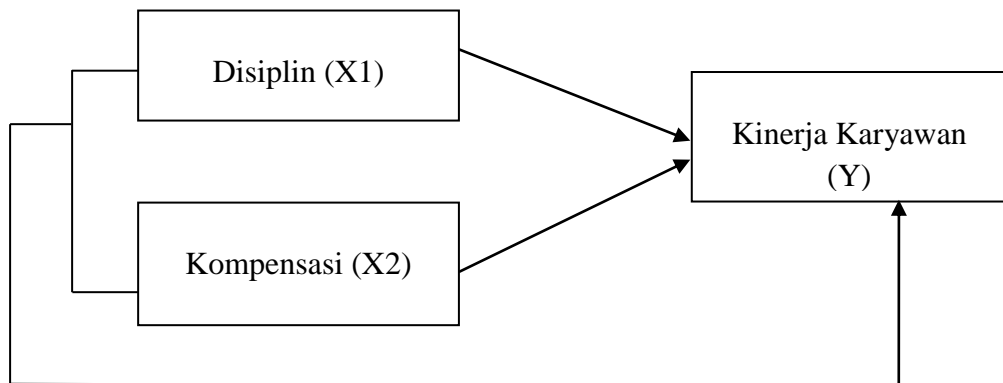 Disiplin (X1)
Kinerja Karyawan
(Y)
Kompensasi (X2)